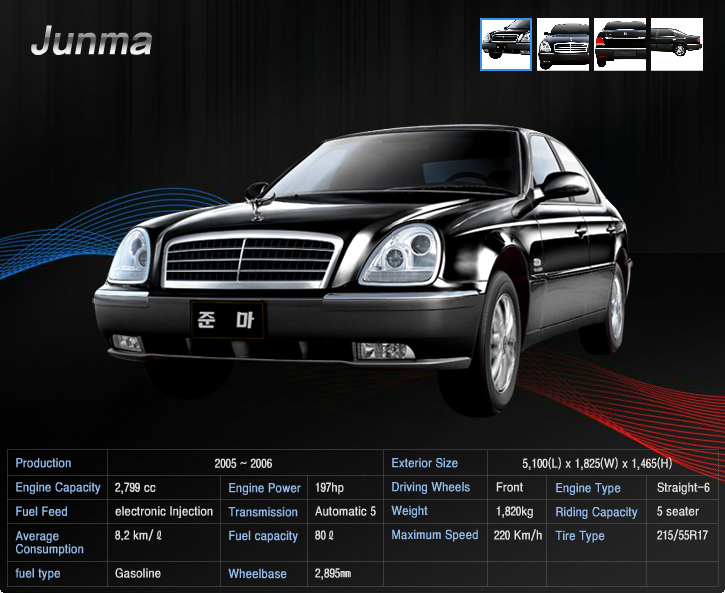 Junma
준 마
Production 2005 ~ 2006 Exterior Size 5,100(L) x 1,825(W) x 1,465(H)
Engine Capacity 2,799 cc Engine Power 197hp Driving Wheels Front Engine Type Straight-6
Fuel Feed electronic Injection Transmission Automatic 5 Weight 1,820kg Riding Capacity 5 seater
Average Consumption 8,2 km/ℓ Fuel capacity 80ℓ Maximum Speed 220 Km/h Tire Type 215/55R17
fuel type Gasoline Wheelbase 2,895㎜